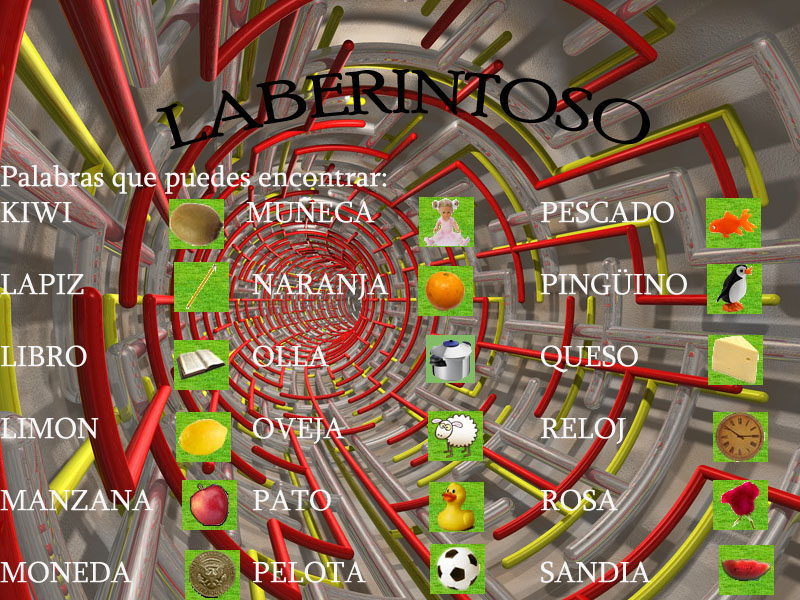 LABERINTOSO
Palabras que puedes encontrar:
KIWI MUÑECA PESCADO
LAPIZ NARANJA PINGÜINO
LIBRO OLLA QUESO
LIMON OVEJA RELOJ
MANZANA PATO ROSA
MONEDA PELOTA SANDIA